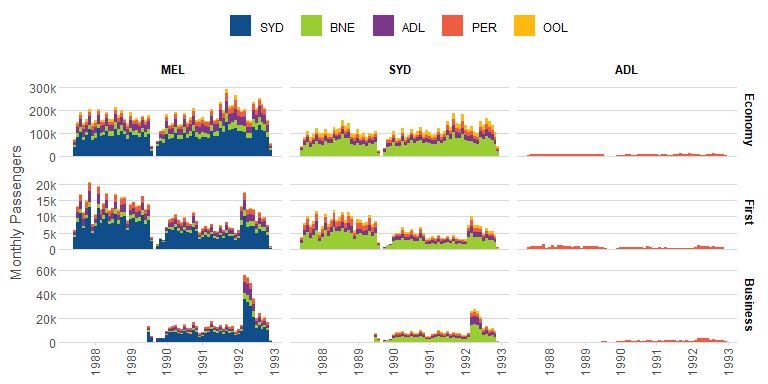 SYD BNE ADL PER OOL
MEL SYD ADL
Monthly Passengers
300k
200k
100k
0
Economy
20k
15k
10k
5k
0
First
60k
40k
20k
0
Business
1988 1989 1990 1991 1992 1993 1988 1989 1990 1991 1992 1993 1988 1989 1990 1991 1992 1993